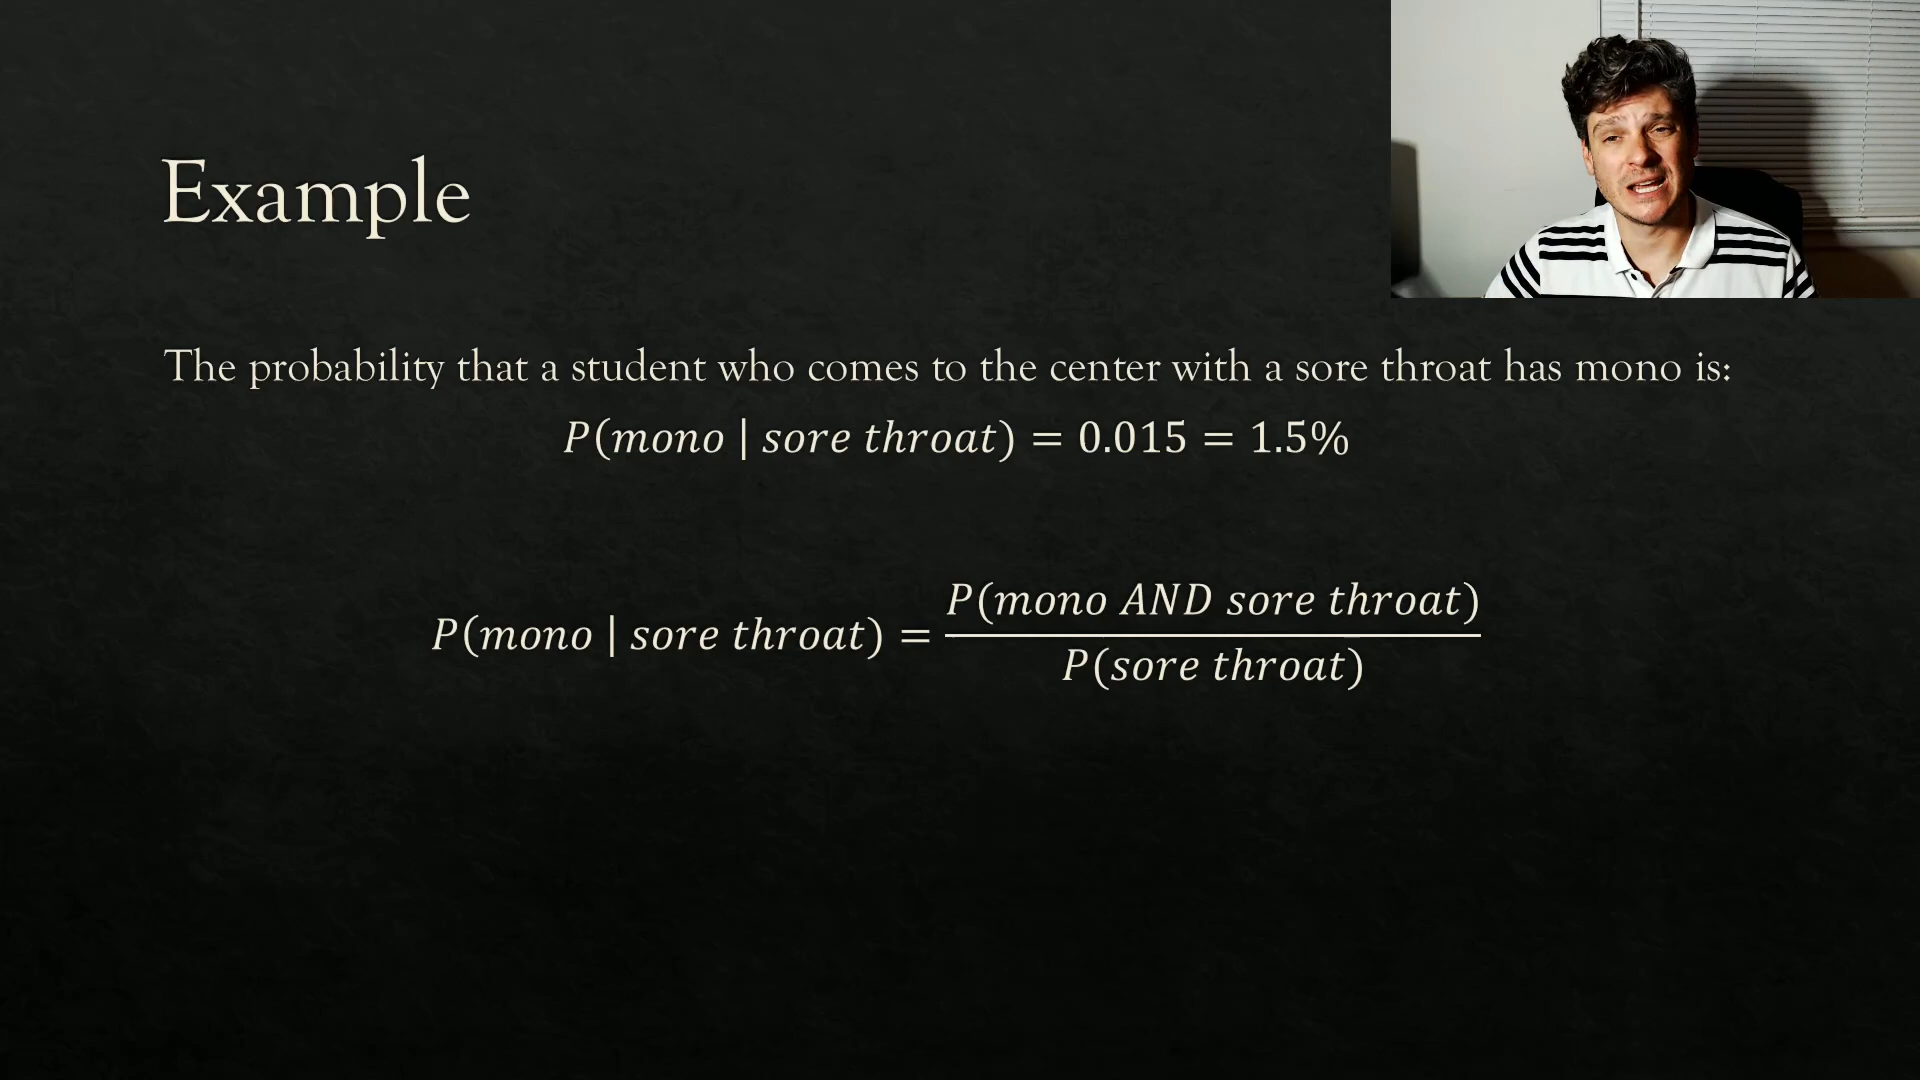 Example
The probability that a student who comes to the center with a sore throat has mono is:
P(mono | sore throat) = 0.015 = 1.5%
P(mono | sore throat) = P(mono AND sore throat) / P(sore throat)